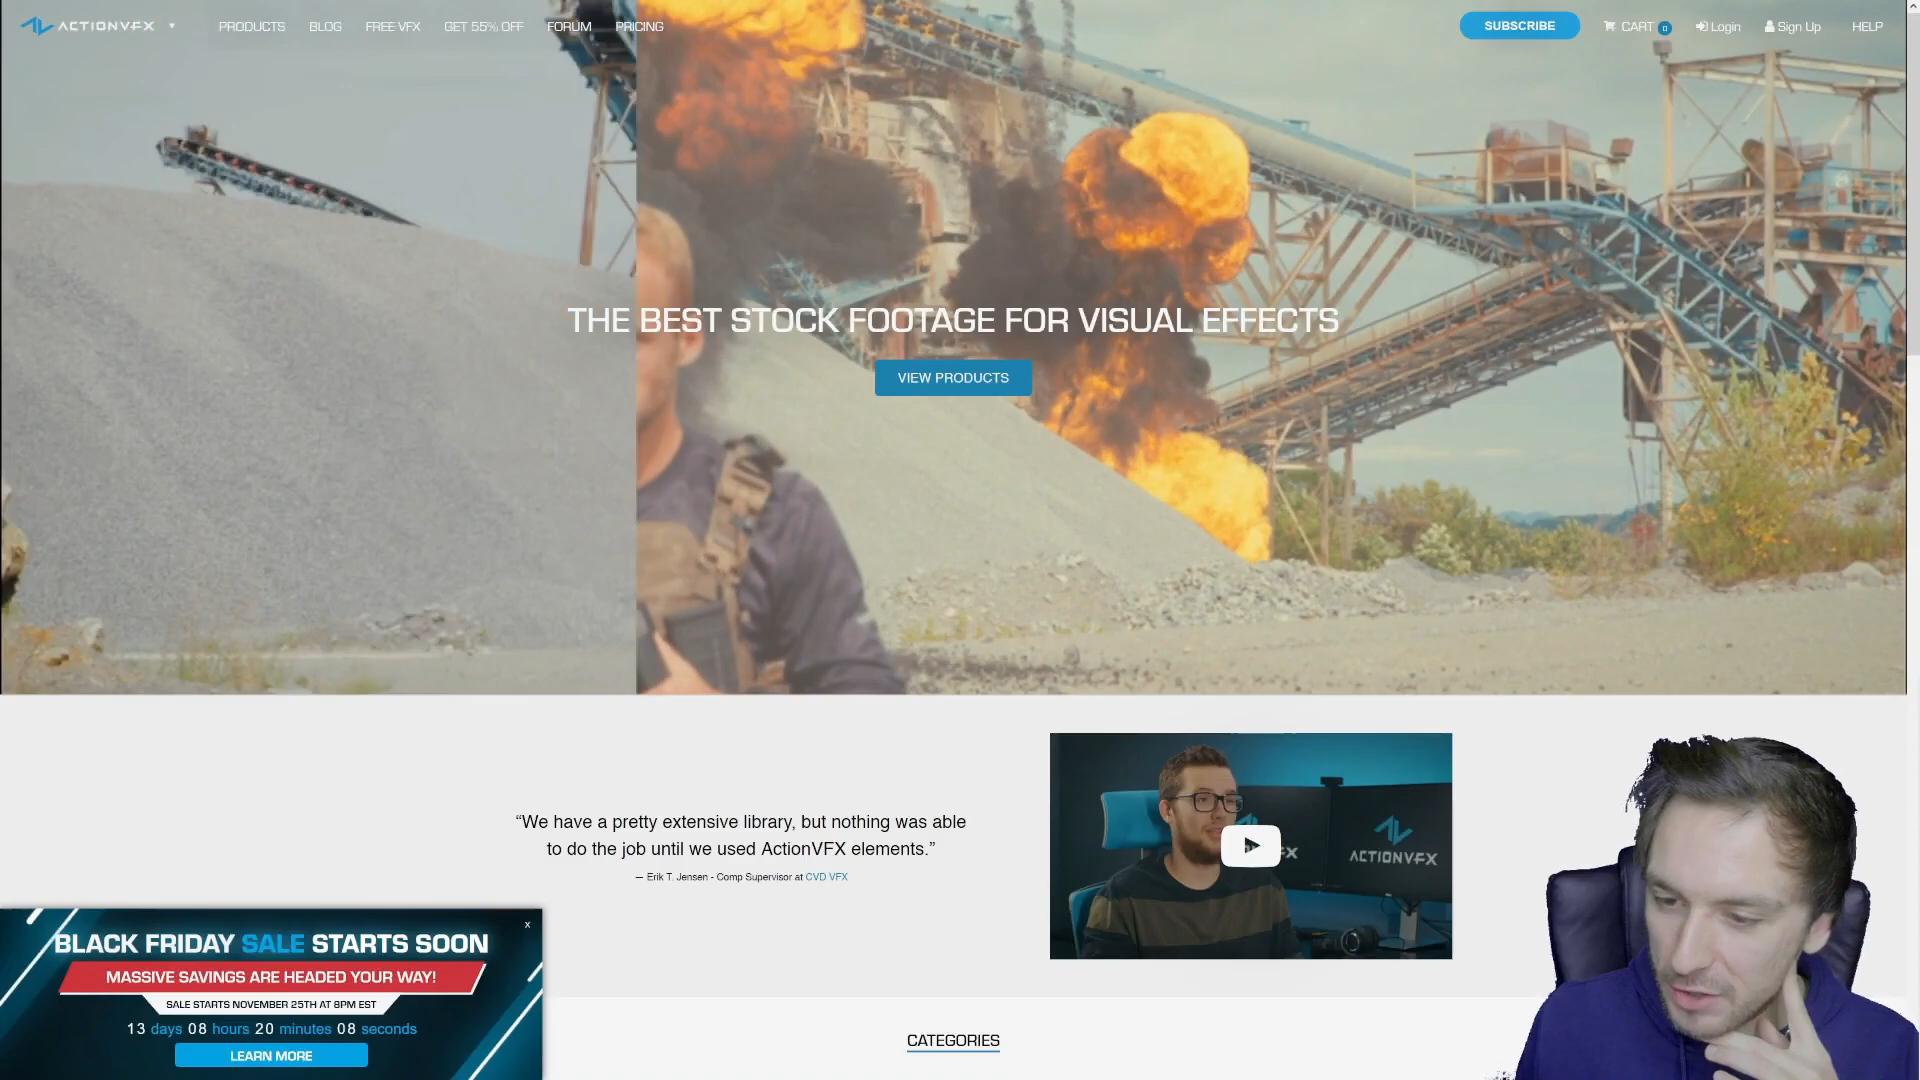 ACTIONVFX
PRODUCTS
BLOG
FREE VFX
GET 55% OFF
FORUM
PRICING
SUBSCRIBE
CART 0
Login
Sign Up
HELP
THE BEST STOCK FOOTAGE FOR VISUAL EFFECTS
VIEW PRODUCTS
“We have a pretty extensive library, but nothing was able
to do the job until we used ActionVFX elements.”
— Erik T. Jensen - Comp Supervisor at CVD VFX
ACTIONVFX
BLACK FRIDAY SALE STARTS SOON
x
MASSIVE SAVINGS ARE HEADED YOUR WAY!
SALE STARTS NOVEMBER 25TH AT 8PM EST
13 days 08 hours 20 minutes 08 seconds
LEARN MORE
CATEGORIES